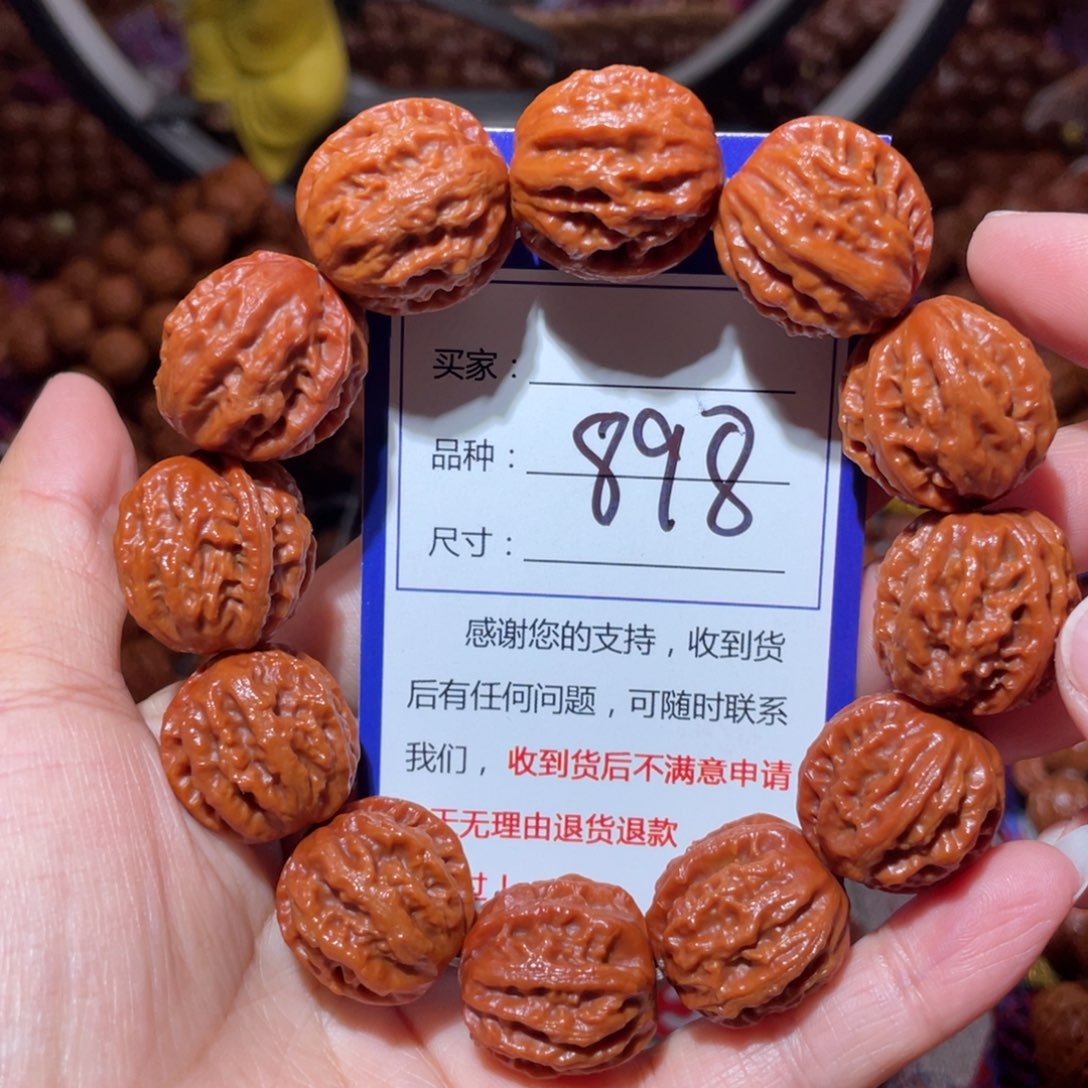 买家：
品种：898
尺寸：
感谢您的支持，收到货
后有任何问题，可随时联系
我们，收到货后不满意申请
无理由退货退款